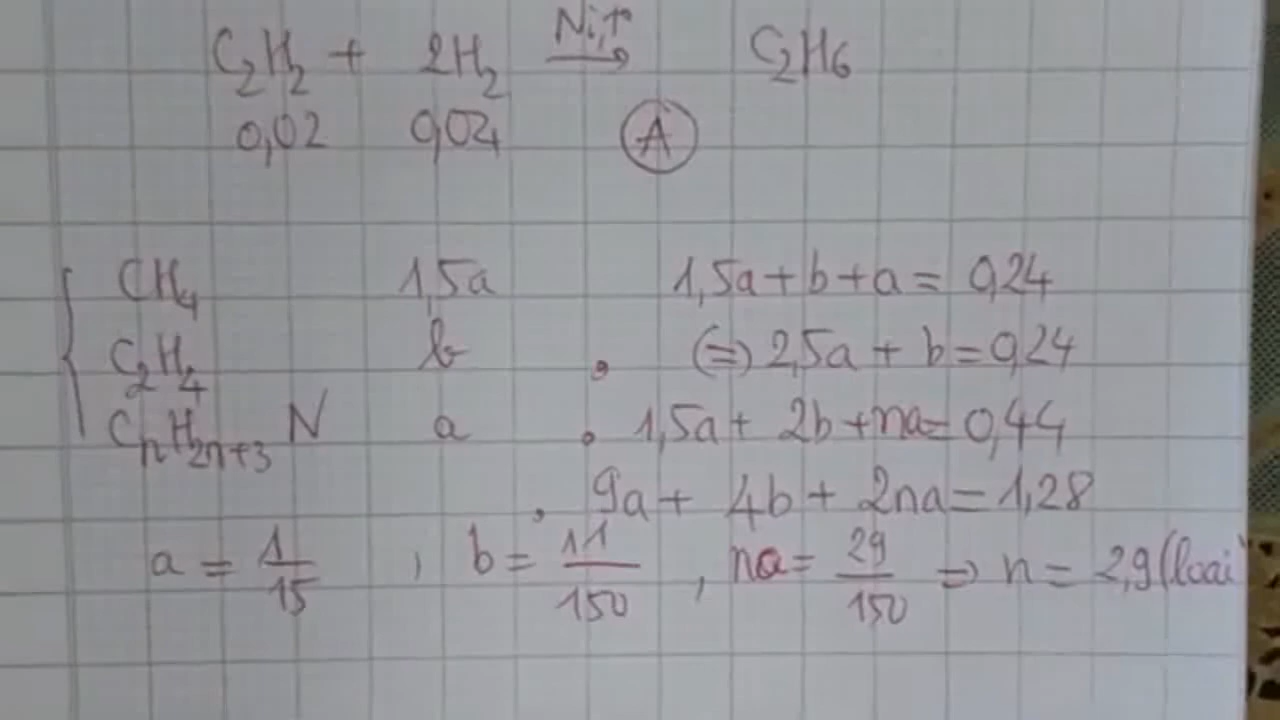 C₂H₂ + 2H₂ Ni,t° → C₂H₆
0,02 0,04 A
CH₄ 1,5a 1,5a + b + a = 0,24
C₂H₄ b (=) 2,5a + b = 0,24
CₙH₂ₙ₊₃ N a 1,5a + 2b + na = 0,44
, 9a + 4b + 2na = 1,28
a = 1/15 , b = 11/150 , na = 29/150 => n = 2,9 (loại